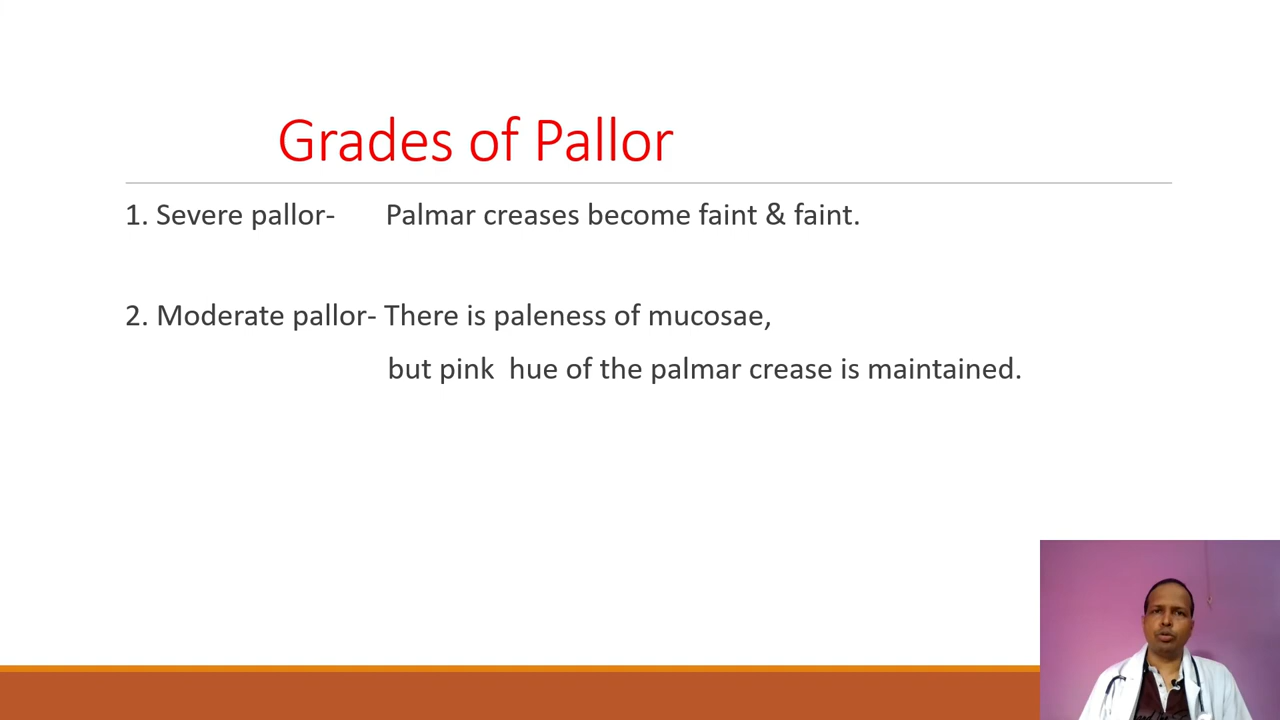 Grades of Pallor
1. Severe pallor- Palmar creases become faint & faint.
2. Moderate pallor- There is paleness of mucosae,
but pink hue of the palmar crease is maintained.